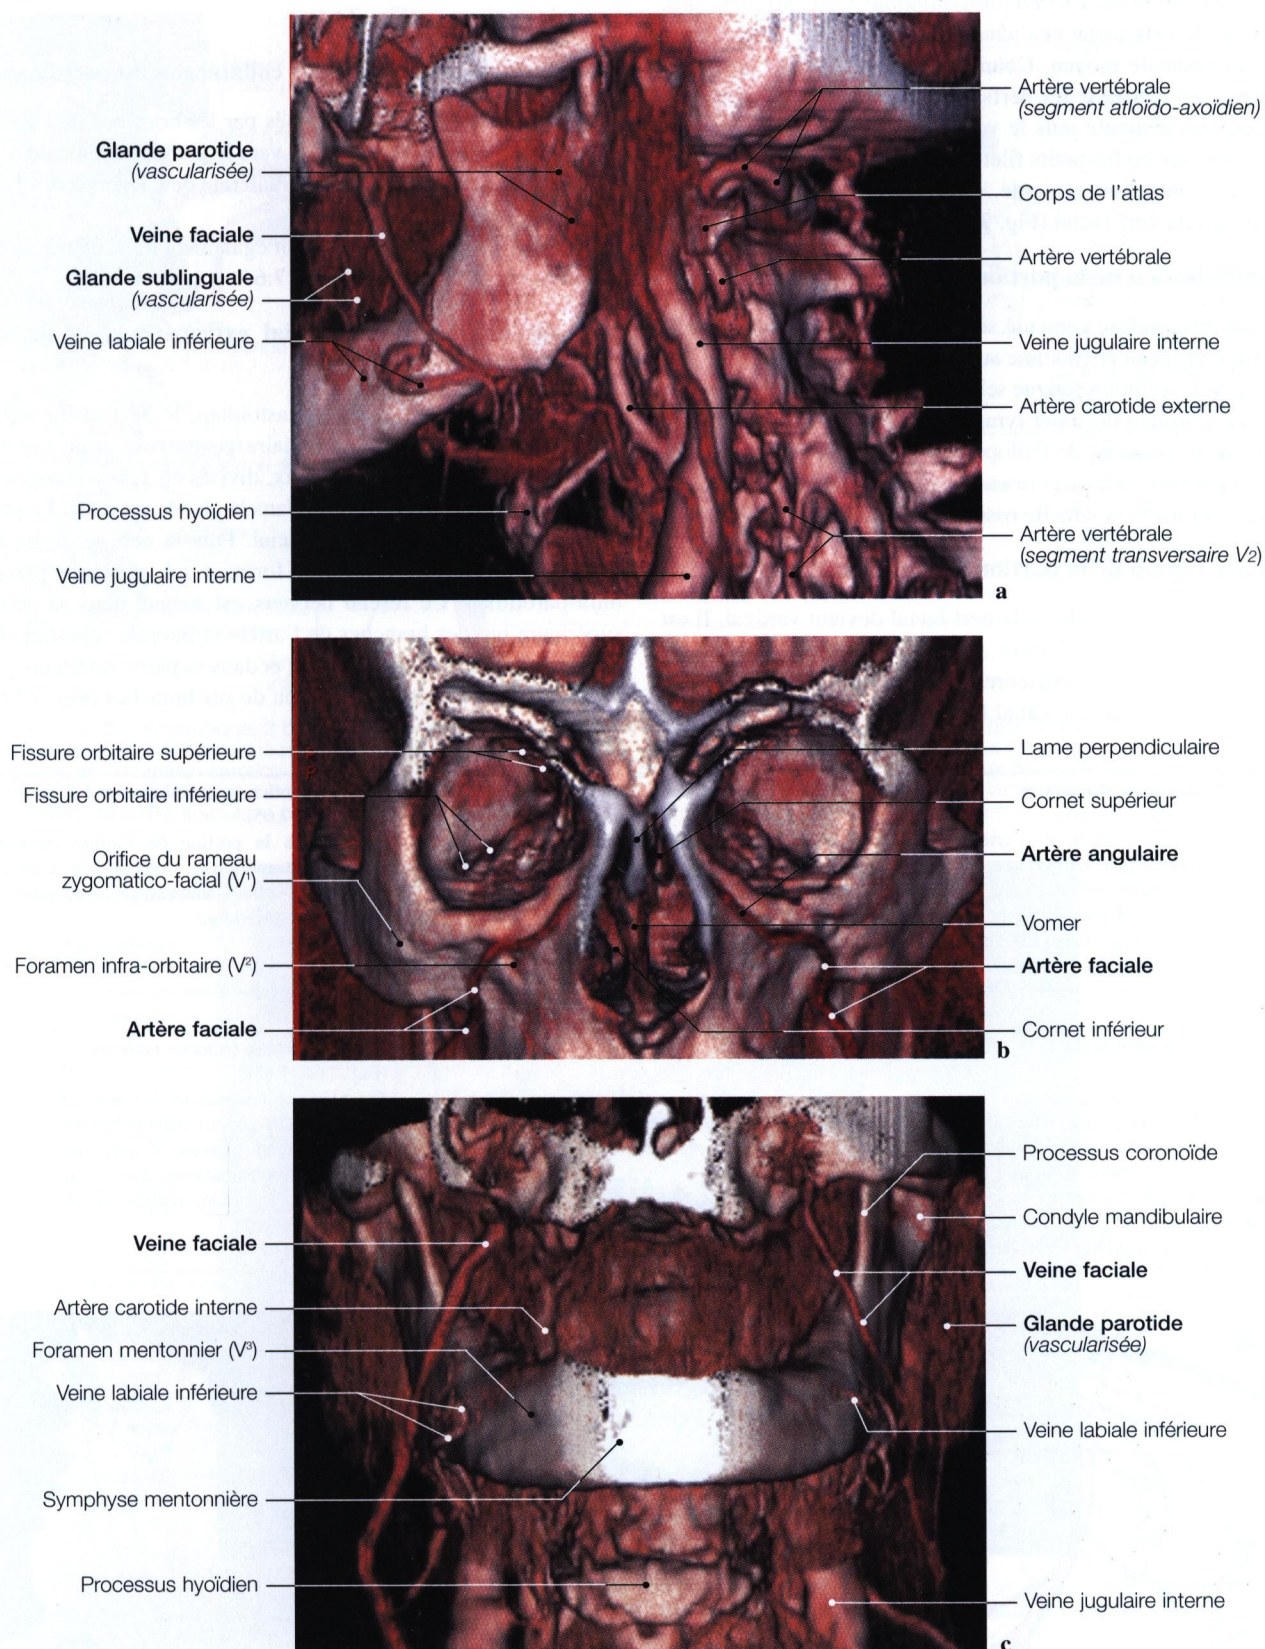 Glande parotide
(vascularisée)
Veine faciale
Glande sublinguale
(vascularisée)
Veine labiale inférieure
Processus hyoïdien
Veine jugulaire interne
Artère vertébrale
(segment atloïdo-axoïdien)
Corps de l'atlas
Artère vertébrale
Veine jugulaire interne
Artère carotide externe
Artère vertébrale
(segment transversaire V2)
a
Fissure orbitaire supérieure
Fissure orbitaire inférieure
Orifice du rameau
zygomatico-facial (V¹)
Foramen infra-orbitaire (V²)
Artère faciale
Lame perpendiculaire
Cornet supérieur
Artère angulaire
Vomer
Artère faciale
Cornet inférieur
b
Veine faciale
Artère carotide interne
Foramen mentonnier (V³)
Veine labiale inférieure
Symphyse mentonnière
Processus hyoïdien
Processus coronoïde
Condyle mandibulaire
Veine faciale
Glande parotide
(vascularisée)
Veine labiale inférieure
Veine jugulaire interne
c